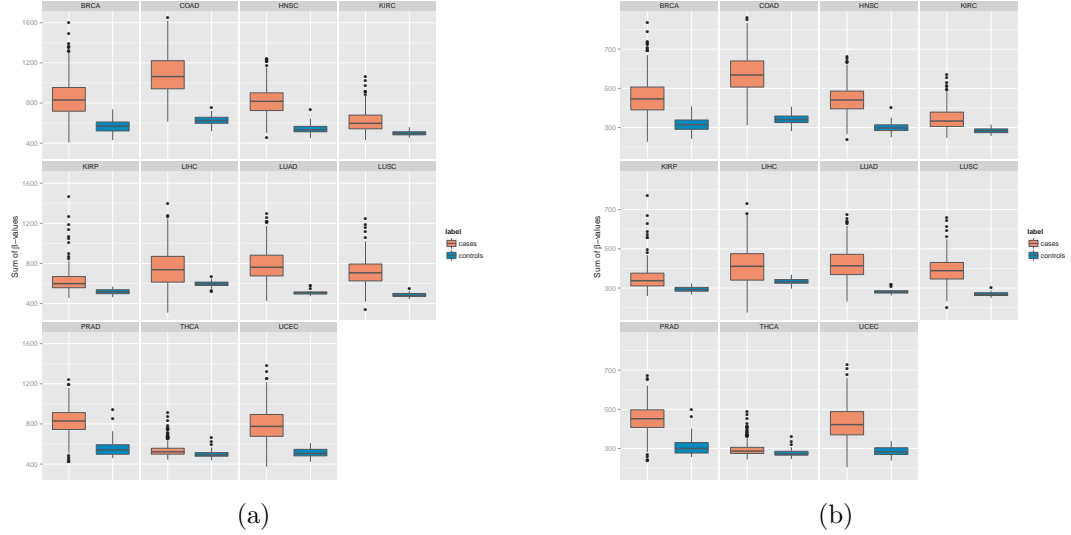 BRCA COAD HNSC KIRC
1600
1200
800
400
KIRP LIHC LUAD LUSC
1600
1200
800
400
PRAD THCA UCEC
1600
1200
800
400
Sum of β-values
label
cases
controls
(a)
BRCA COAD HNSC KIRC
700
500
300
KIRP LIHC LUAD LUSC
700
500
300
PRAD THCA UCEC
700
500
300
Sum of β-values
label
cases
controls
(b)